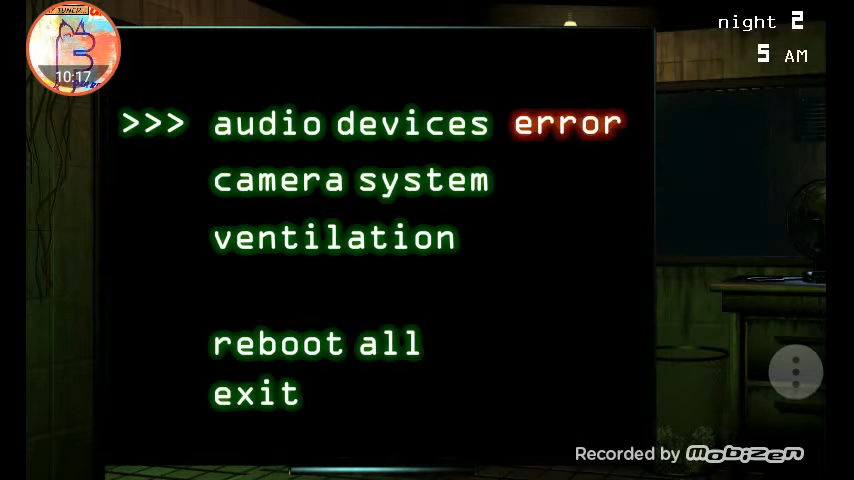 night 2
5 AM
10:17
>>> audio devices error
camera system
ventilation
reboot all
exit
Recorded by mobizen